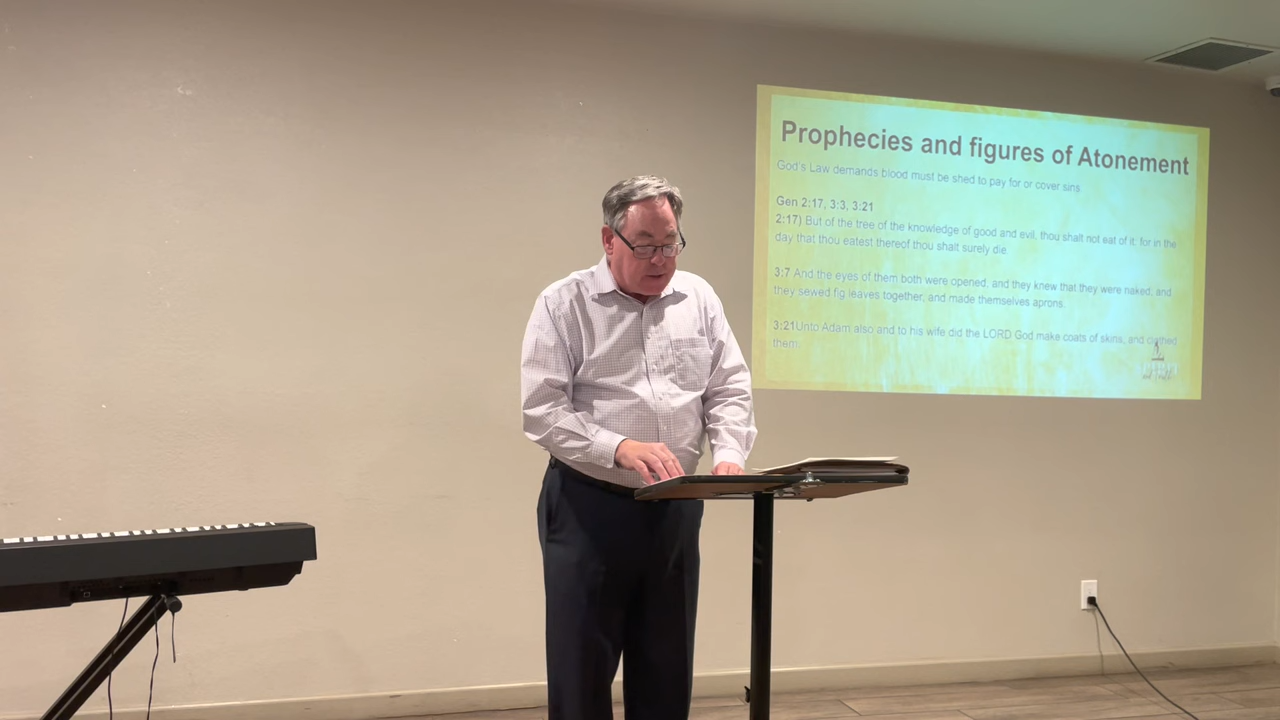 Prophecies and figures of Atonement
God's Law demands blood must be shed to pay for or cover sins
Gen 2:17, 3:3, 3:21
2:17) But of the tree of the knowledge of good and evil, thou shalt not eat of it: for in the
day that thou eatest thereof thou shalt surely die.
3:7 And the eyes of them both were opened, and they knew that they were naked; and
they sewed fig leaves together, and made themselves aprons.
3:21Unto Adam also and to his wife did the LORD God make coats of skins, and clothed
them.